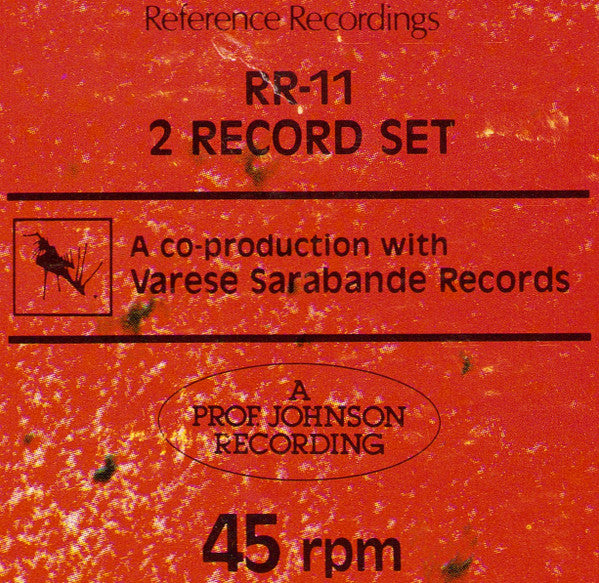 Reference Recordings
RR-11
2 RECORD SET
A co-production with
Varese Sarabande Records
A
PROF. JOHNSON
RECORDING
45 rpm